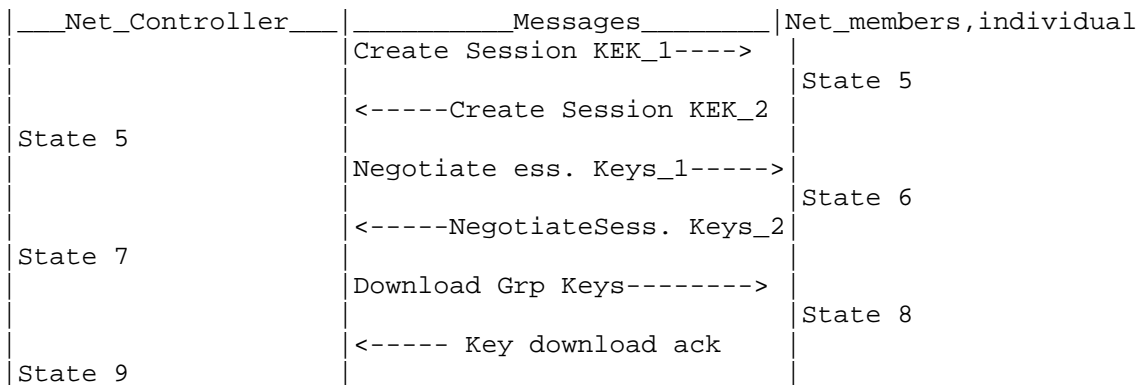 |___Net_Controller___|__________Messages________|Net_members,individual
Create Session KEK_1---->
State 5
<-----Create Session KEK_2
State 5
Negotiate ess. Keys_1----->
State 6
<-----NegotiateSess. Keys_2
State 7
Download Grp Keys-------->
State 8
<----- Key download ack
State 9